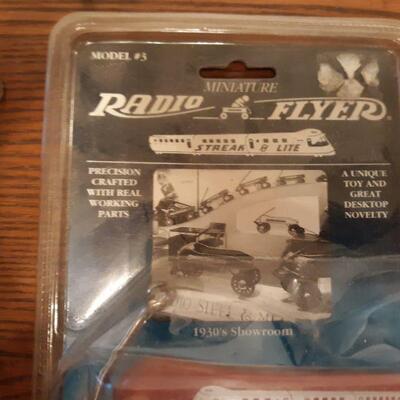 MODEL #3
MINIATURE
RADIO FLYER®
STREAK O LITE
PRECISION
CRAFTED
WITH REAL
WORKING
PARTS
A UNIQUE
TOY AND
GREAT
DESKTOP
NOVELTY
STEEL &
1930's Showroom